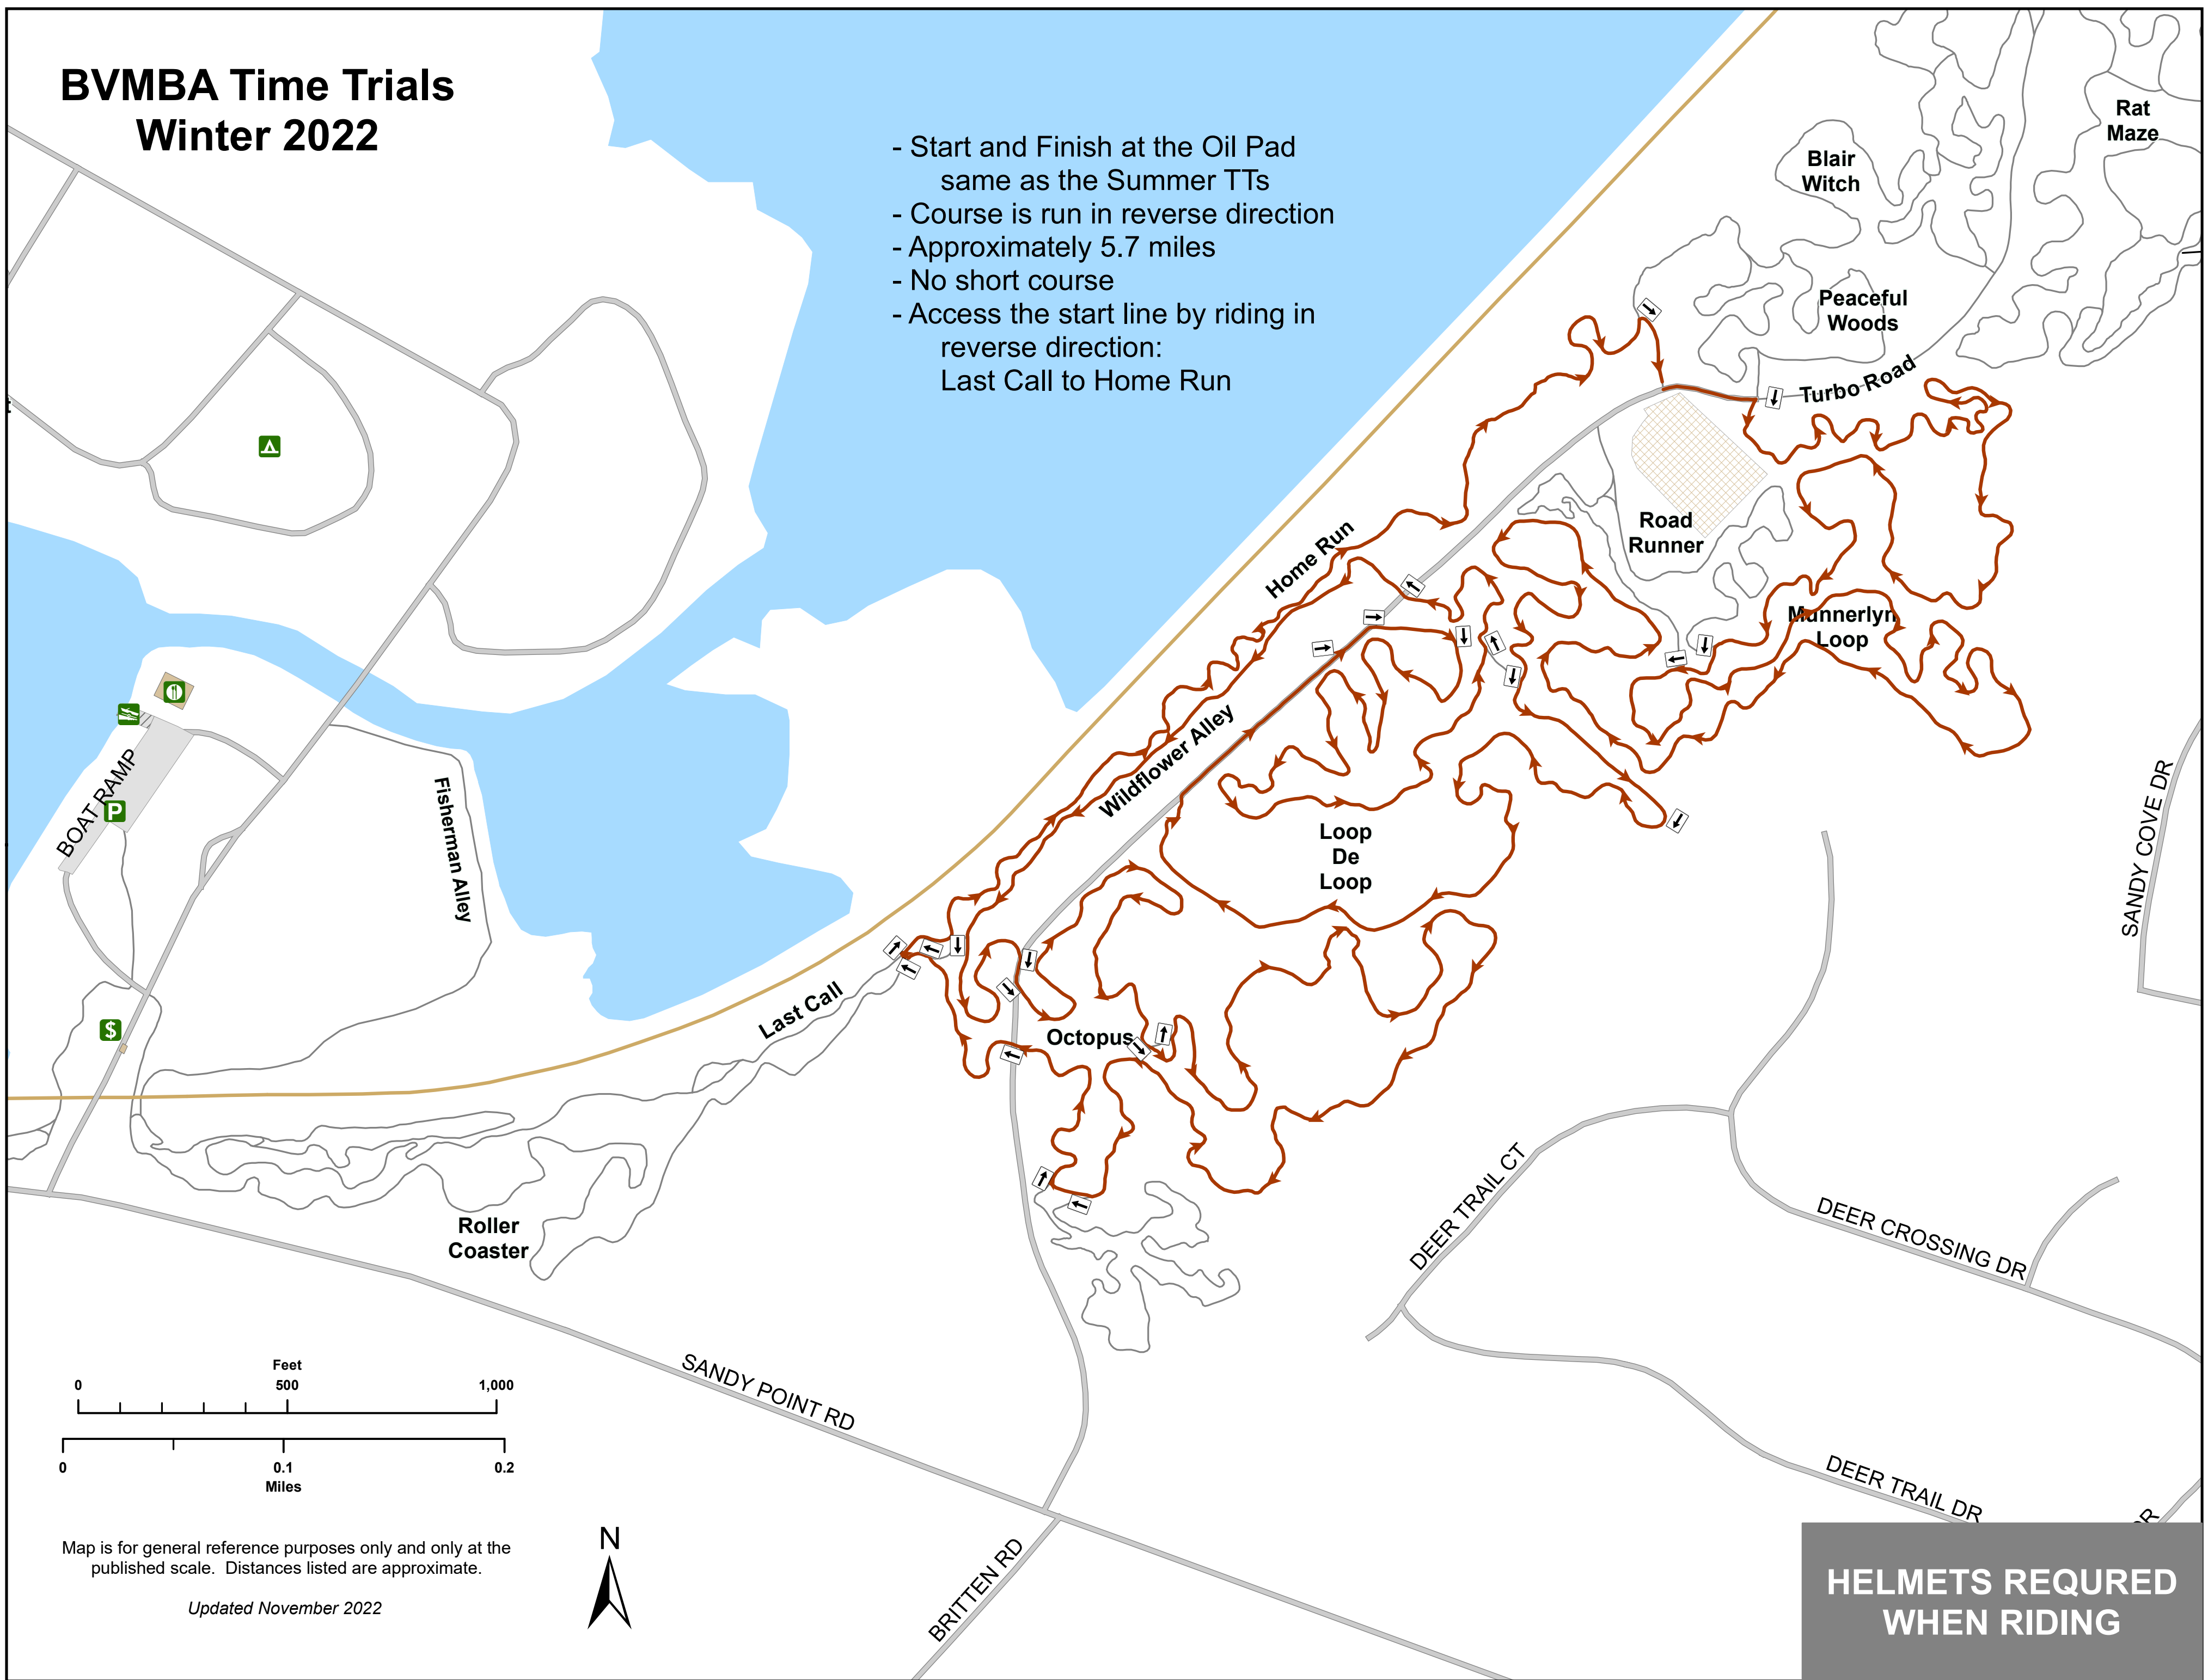 BVMBA Time Trials
Winter 2022
- Start and Finish at the Oil Pad
same as the Summer TTs
- Course is run in reverse direction
- Approximately 5.7 miles
- No short course
- Access the start line by riding in
reverse direction:
Last Call to Home Run
Rat
Maze
Blair
Witch
Peaceful
Woods
Turbo Road
Road
Runner
Home Run
Munnerlyn
Loop
Wildflower Alley
Loop
De
Loop
BOAT RAMP
P
Fisherman Alley
SANDY COVE DR
$
Last Call
Octopus
Roller
Coaster
DEER TRAIL CT
DEER CROSSING DR
SANDY POINT RD
DEER TRAIL DR
DR
BRITTEN RD
Feet
0 500 1,000
0 0.1 0.2
Miles
Map is for general reference purposes only and only at the
published scale. Distances listed are approximate.
Updated November 2022
N
HELMETS REQURED
WHEN RIDING